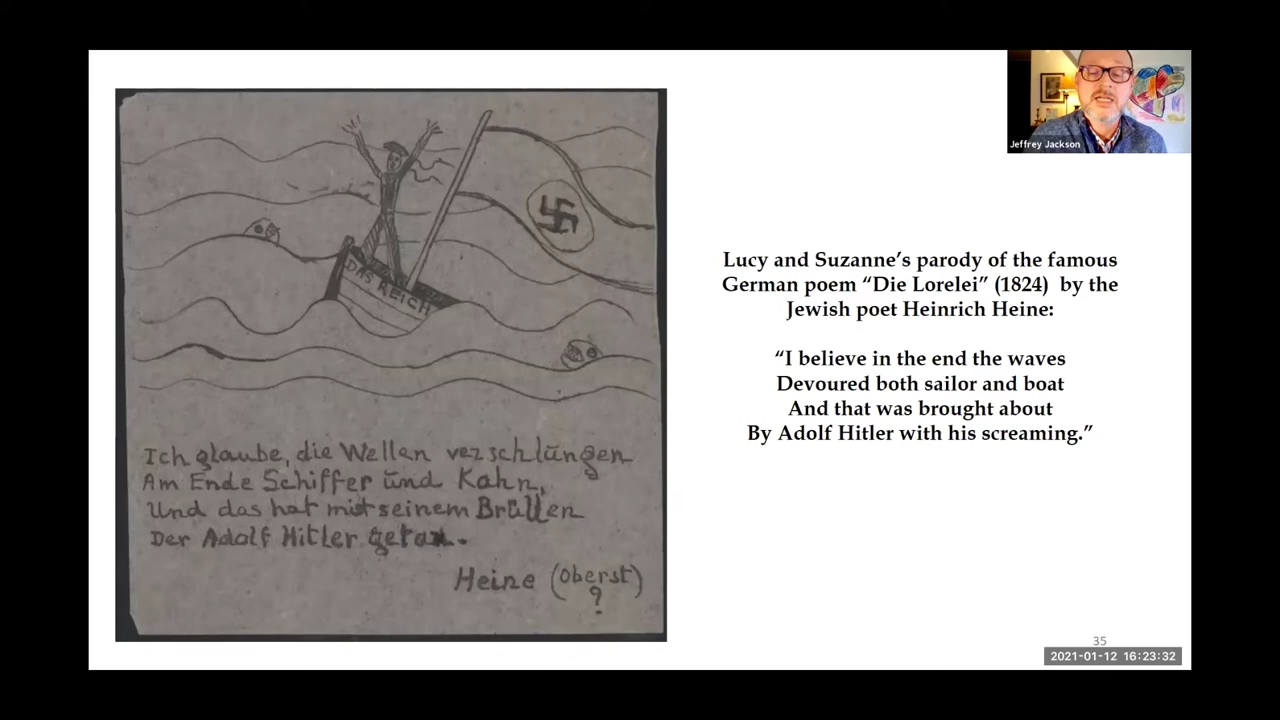 Jeffrey Jackson
DAS REICH
Ich glaube, die Wellen verschlŭngen
Am Ende Schiffer ŭnd Kahn,
Und das hat mit seinem Brüllen
Der Adolf Hitler getan.
Heine (Oberst)
?
Lucy and Suzanne’s parody of the famous
German poem “Die Lorelei” (1824) by the
Jewish poet Heinrich Heine:
“I believe in the end the waves
Devoured both sailor and boat
And that was brought about
By Adolf Hitler with his screaming.”
35
2021-01-12 16:23:32